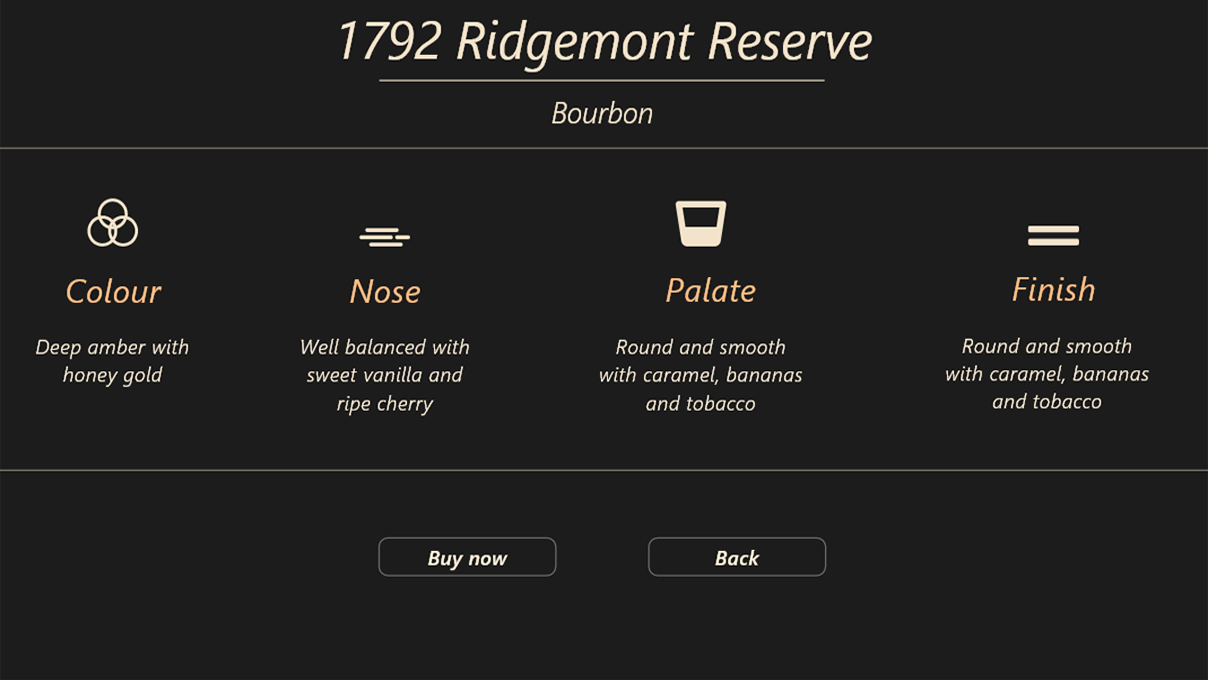 1792 Ridgemont Reserve
Bourbon
Colour
Deep amber with
honey gold
Nose
Well balanced with
sweet vanilla and
ripe cherry
Palate
Round and smooth
with caramel, bananas
and tobacco
Finish
Round and smooth
with caramel, bananas
and tobacco
Buy now
Back